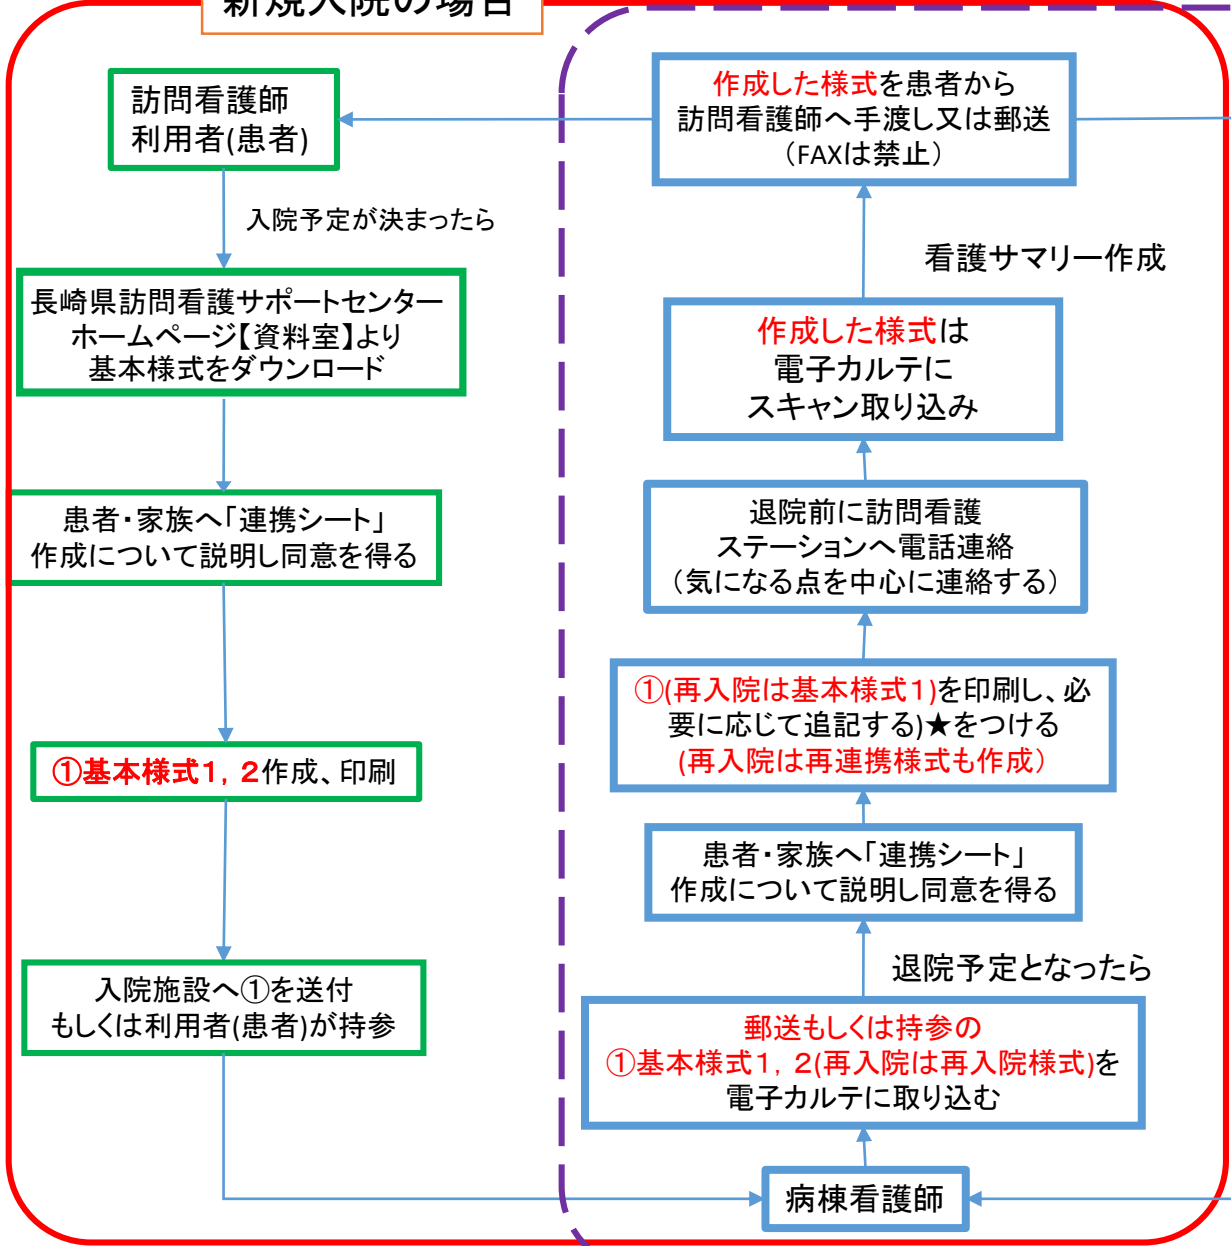 新規入院の場合
訪問看護師
利用者(患者)
入院予定が決まったら
長崎県訪問看護サポートセンター
ホームページ【資料室】より
基本様式をダウンロード
患者・家族へ「連携シート」
作成について説明し同意を得る
①基本様式1，2作成、印刷
入院施設へ①を送付
もしくは利用者(患者)が持参
作成した様式を患者から
訪問看護師へ手渡し又は郵送
（FAXは禁止）
看護サマリー作成
作成した様式は
電子カルテに
スキャン取り込み
退院前に訪問看護
ステーションへ電話連絡
（気になる点を中心に連絡する）
①(再入院は基本様式1)を印刷し、必
要に応じて追記する)★をつける
(再入院は再連携様式も作成）
患者・家族へ「連携シート」
作成について説明し同意を得る
退院予定となったら
郵送もしくは持参の
①基本様式1，2(再入院は再入院様式)を
電子カルテに取り込む
病棟看護師